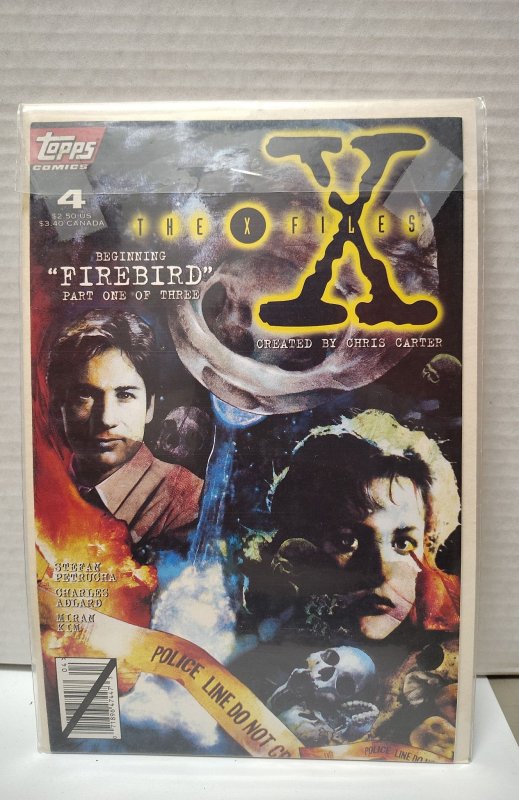 Topps
COMICS
4
$2.50 US
$3.40 CANADA
X
THE X FILES
BEGINNING
"FIREBIRD"
PART ONE OF THREE
CREATED BY CHRIS CARTER
STEFAN
PETRUCHA
CHARLES
ADLARD
MIRAN
KIM
04
POLICE LINE DO NOT C
POLICE LINE DO NOT